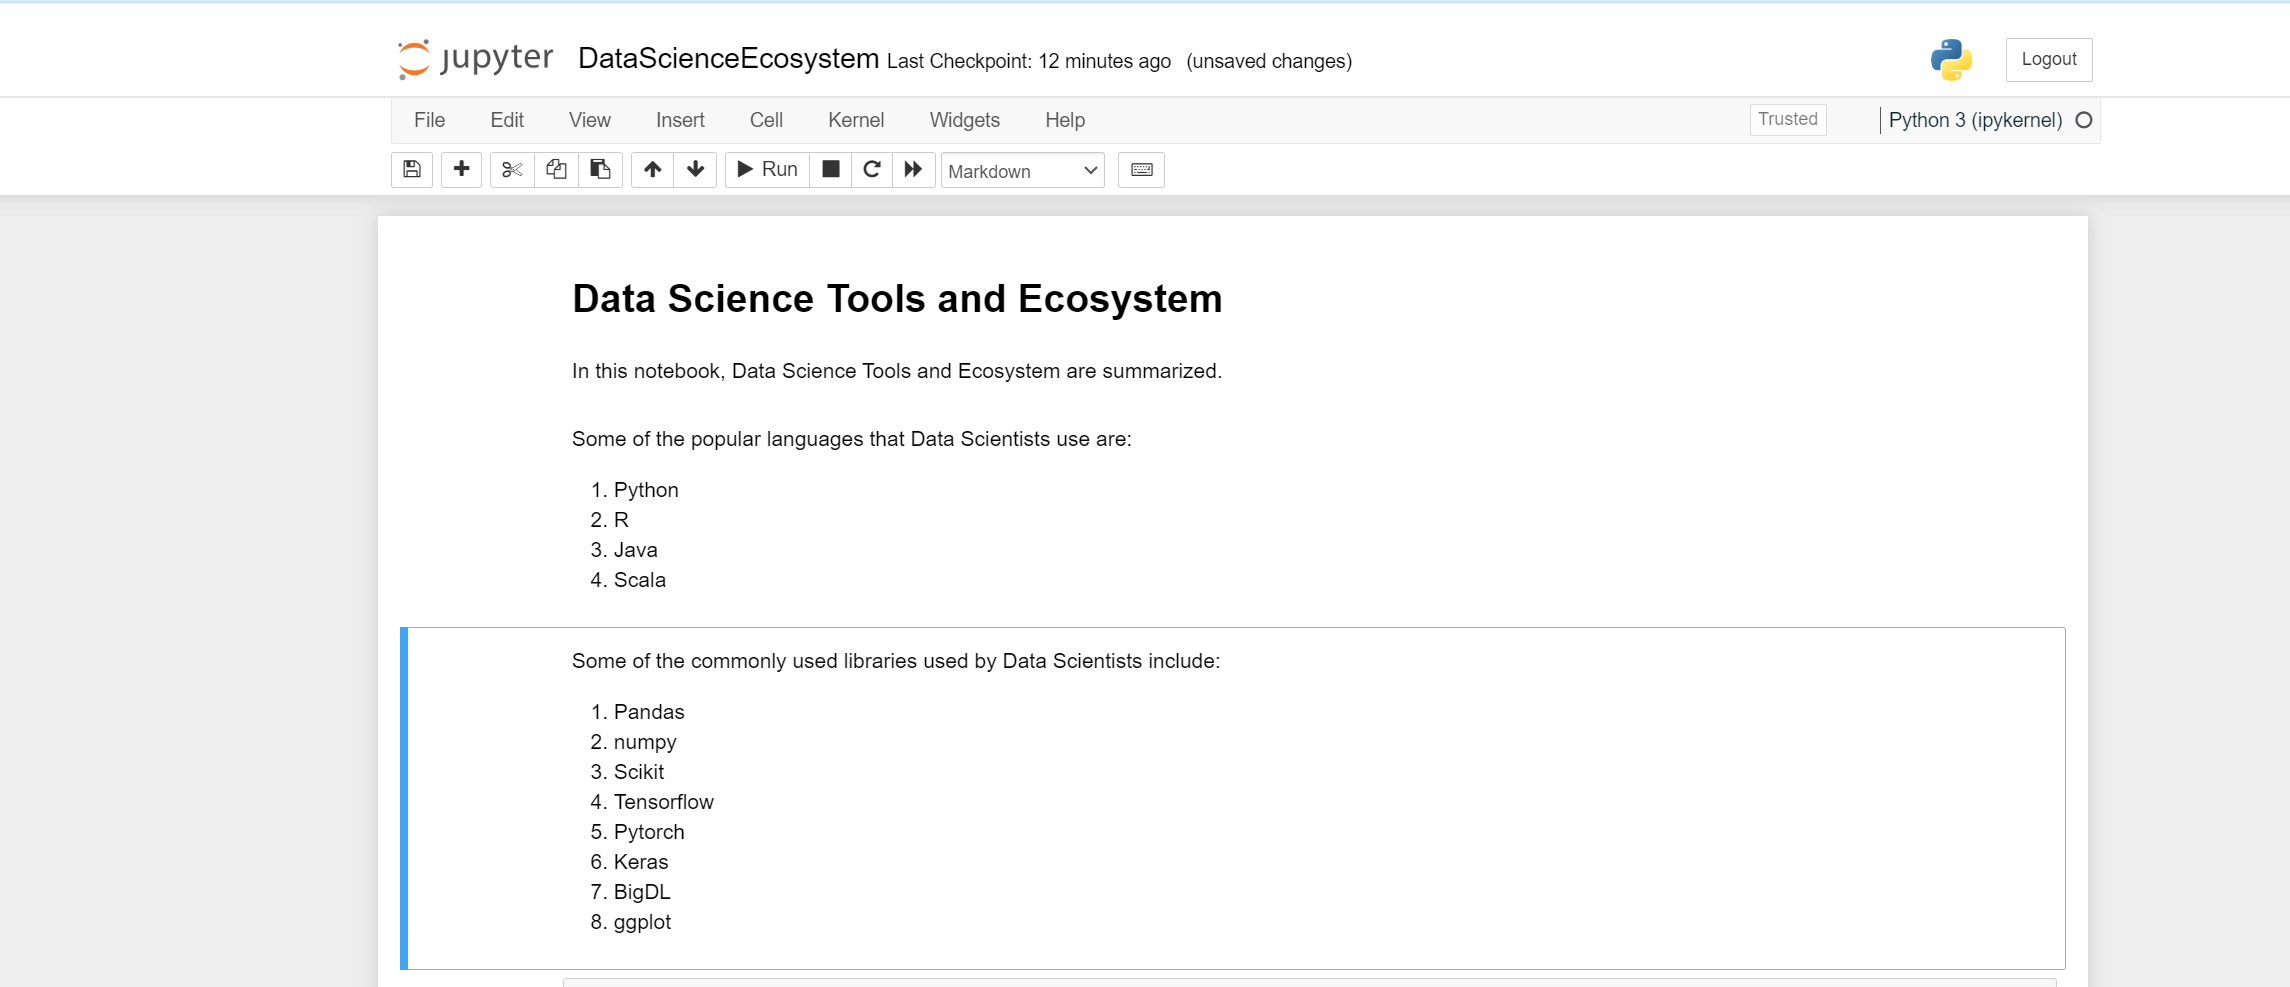 jupyter DataScienceEcosystem Last Checkpoint: 12 minutes ago (unsaved changes) Logout
File Edit View Insert Cell Kernel Widgets Help Trusted Python 3 (ipykernel)
Run Markdown
Data Science Tools and Ecosystem
In this notebook, Data Science Tools and Ecosystem are summarized.
Some of the popular languages that Data Scientists use are:
1. Python
2. R
3. Java
4. Scala
Some of the commonly used libraries used by Data Scientists include:
1. Pandas
2. numpy
3. Scikit
4. Tensorflow
5. Pytorch
6. Keras
7. BigDL
8. ggplot